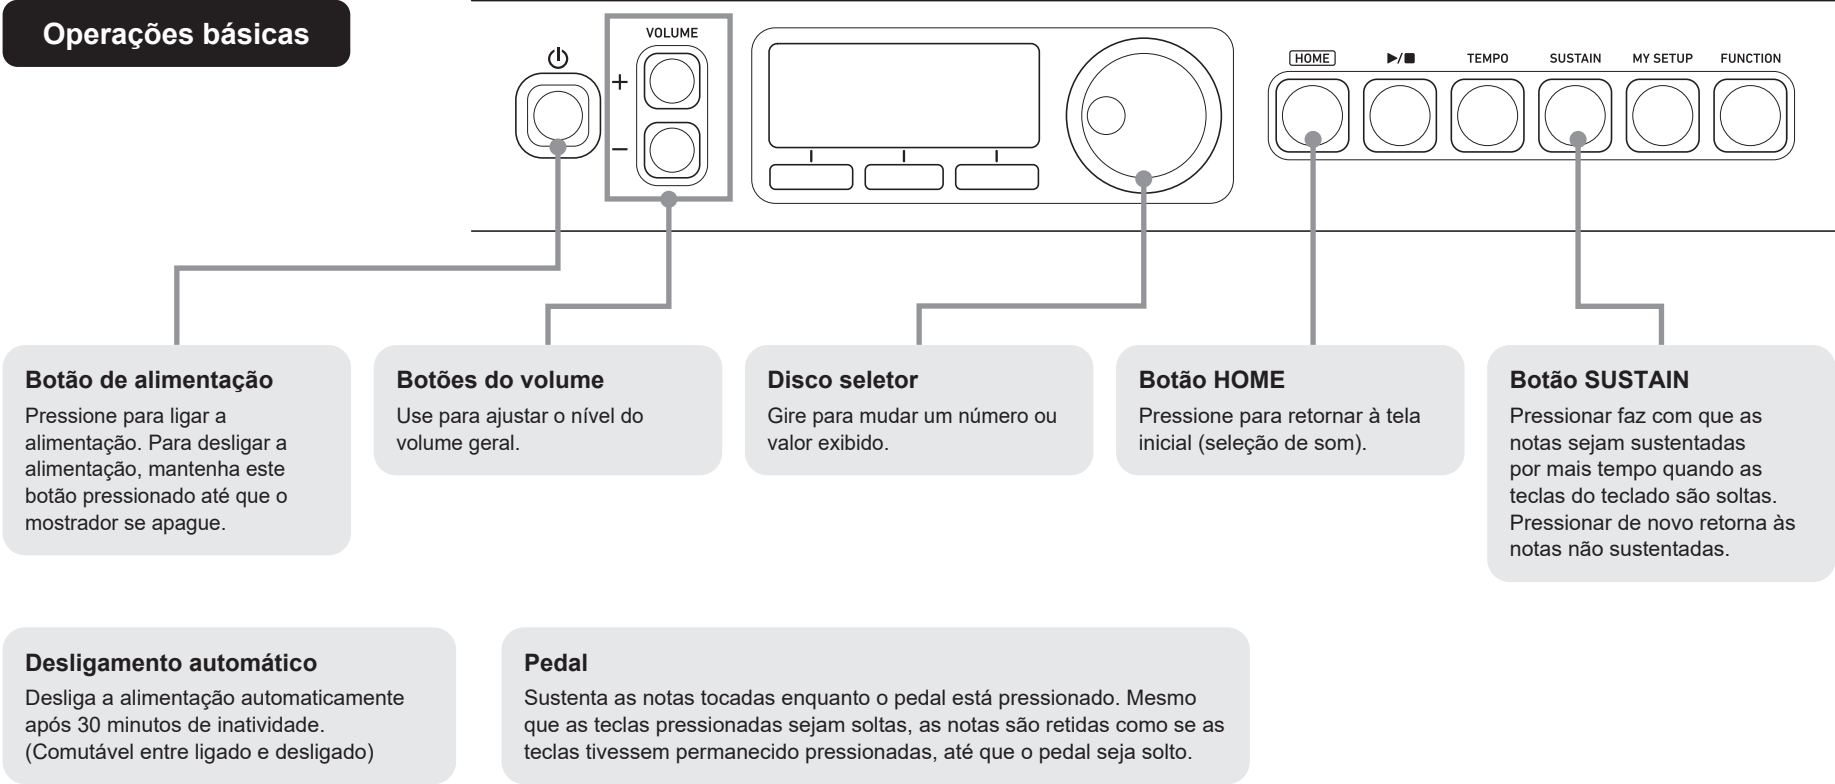 Operações básicas
VOLUME
+
−
HOME
▶/■
TEMPO
SUSTAIN
MY SETUP
FUNCTION
Botão de alimentação
Pressione para ligar a
alimentação. Para desligar a
alimentação, mantenha este
botão pressionado até que o
mostrador se apague.
Botões do volume
Use para ajustar o nível do
volume geral.
Disco seletor
Gire para mudar um número ou
valor exibido.
Botão HOME
Pressione para retornar à tela
inicial (seleção de som).
Botão SUSTAIN
Pressionar faz com que as
notas sejam sustentadas
por mais tempo quando as
teclas do teclado são soltas.
Pressionar de novo retorna às
notas não sustentadas.
Desligamento automático
Desliga a alimentação automaticamente
após 30 minutos de inatividade.
(Comutável entre ligado e desligado)
Pedal
Sustenta as notas tocadas enquanto o pedal está pressionado. Mesmo
que as teclas pressionadas sejam soltas, as notas são retidas como se as
teclas tivessem permanecido pressionadas, até que o pedal seja solto.